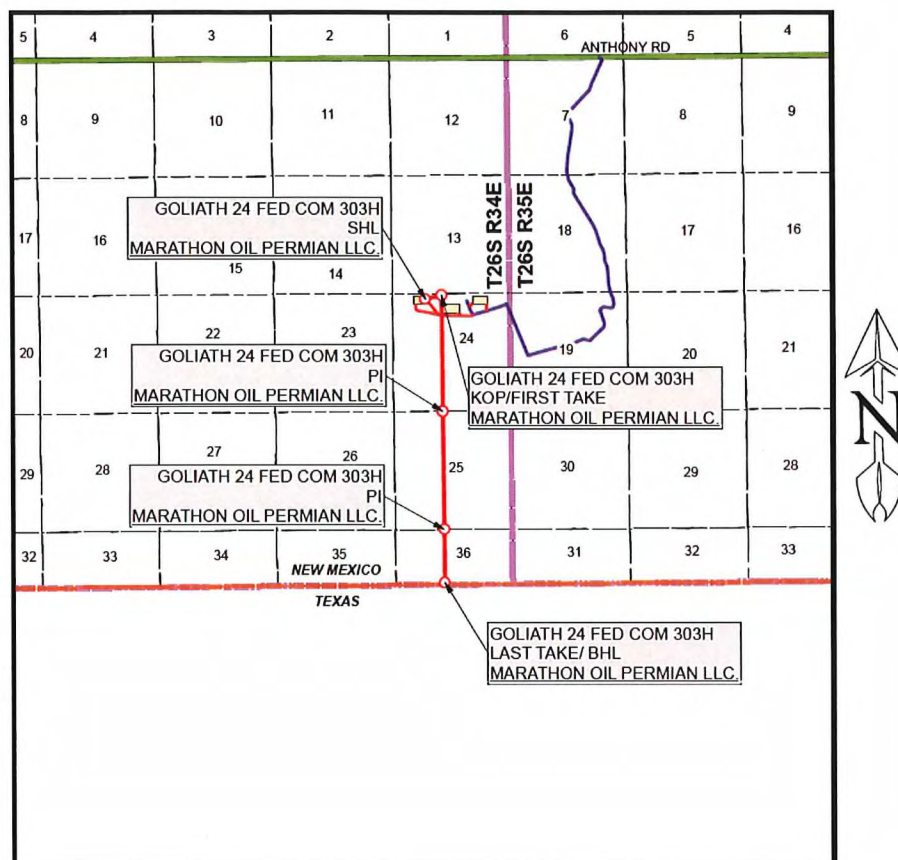 5 4 3 2 1 6 5 4
ANTHONY RD
8 9 10 11 12 7 8 9
T26S R34E
T26S R35E
17 16 15 14 13 18 17 16
GOLIATH 24 FED COM 303H
SHL
MARATHON OIL PERMIAN LLC.
20 21 22 23 24 19 20 21
GOLIATH 24 FED COM 303H
PI
MARATHON OIL PERMIAN LLC.
GOLIATH 24 FED COM 303H
KOP/FIRST TAKE
MARATHON OIL PERMIAN LLC.
N
29 28 27 26 25 30 29 28
GOLIATH 24 FED COM 303H
PI
MARATHON OIL PERMIAN LLC.
32 33 34 35 36 31 32 33
NEW MEXICO
TEXAS
GOLIATH 24 FED COM 303H
LAST TAKE/ BHL
MARATHON OIL PERMIAN LLC.